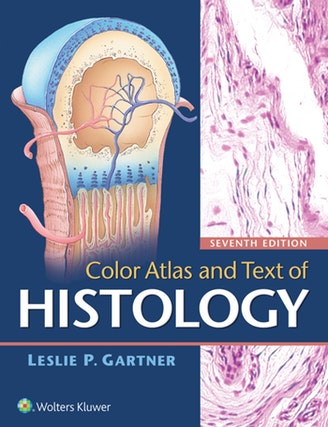 SEVENTH EDITION
Color Atlas and Text of
HISTOLOGY
LESLIE P. GARTNER
Wolters Kluwer